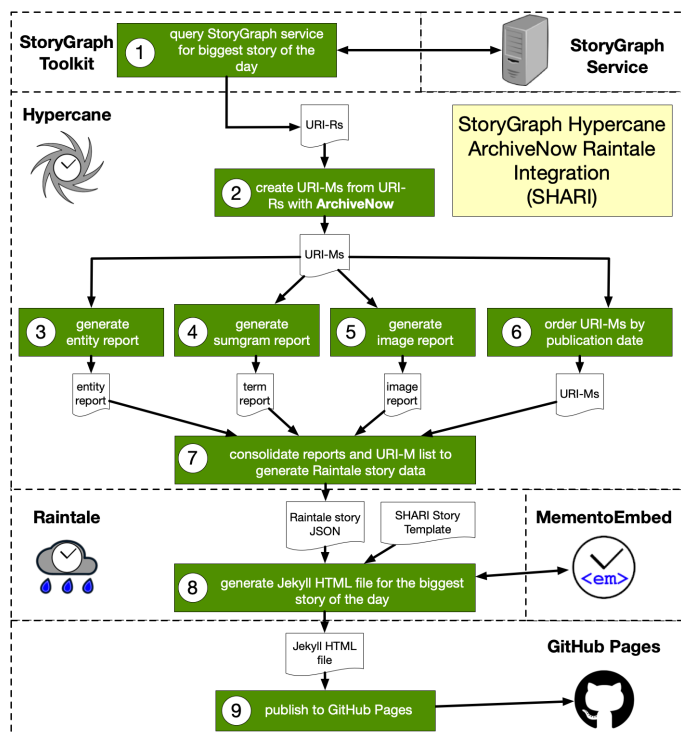 StoryGraph
Toolkit
1
query StoryGraph service
for biggest story of the
day
StoryGraph
Service
Hypercane
URI-Rs
StoryGraph Hypercane
ArchiveNow Raintale
Integration
(SHARI)
2
create URI-Ms from URI-
Rs with ArchiveNow
URI-Ms
3
generate
entity report
4
generate
sumgram report
5
generate
image report
6
order URI-Ms by
publication date
entity
report
term
report
image
report
URI-Ms
7
consolidate reports and URI-M list to
generate Raintale story data
Raintale
Raintale story
JSON
SHARI Story
Template
MementoEmbed
8
generate Jekyll HTML file for the biggest
story of the day
<em>
Jekyll HTML
file
GitHub Pages
9
publish to GitHub Pages